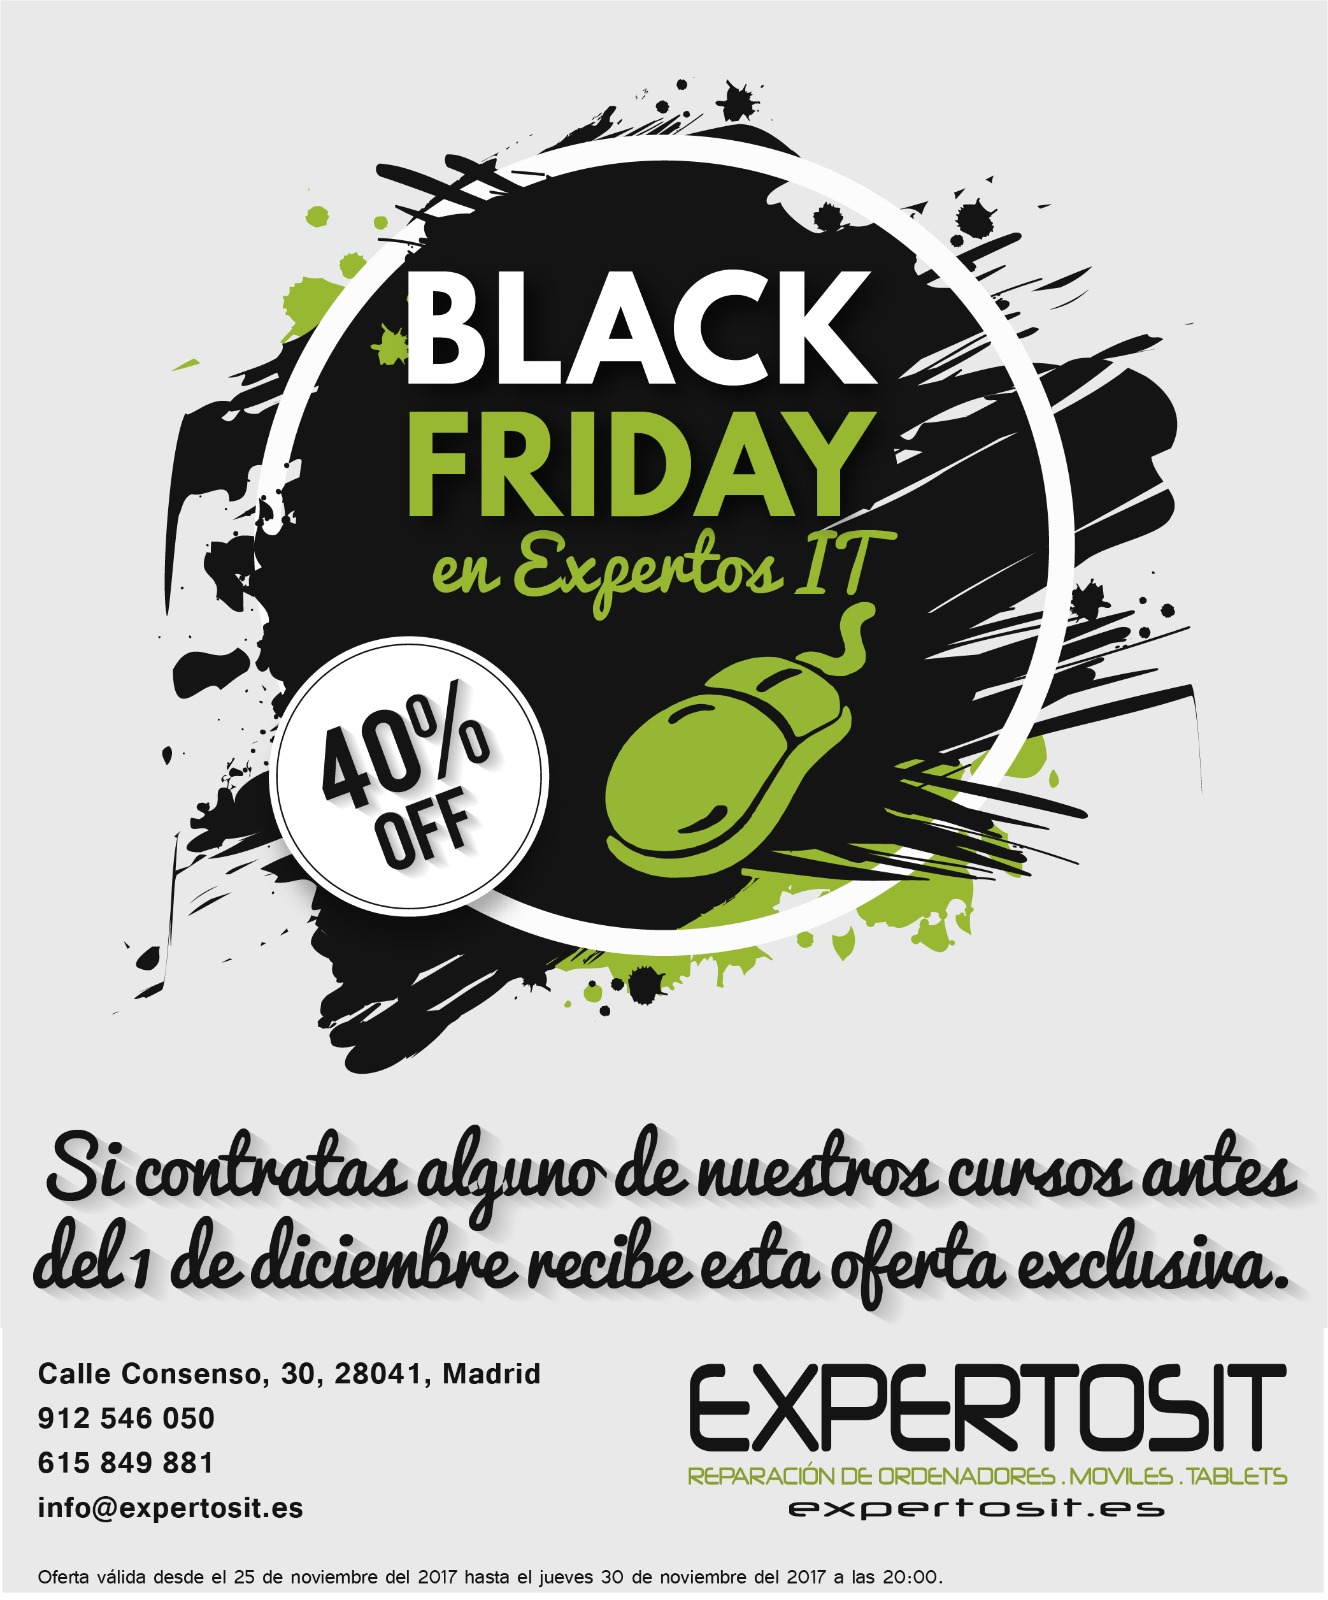 BLACK
FRIDAY
en Expertos IT
40%
OFF
Si contratas alguno de nuestros cursos antes
del 1 de diciembre recibe esta oferta exclusiva.
Calle Consenso, 30, 28041, Madrid
912 546 050
615 849 881
info@expertosit.es
EXPERTOSIT
REPARACIÓN DE ORDENADORES . MOVILES . TABLETS
expertosit.es
Oferta válida desde el 25 de noviembre del 2017 hasta el jueves 30 de noviembre del 2017 a las 20:00.